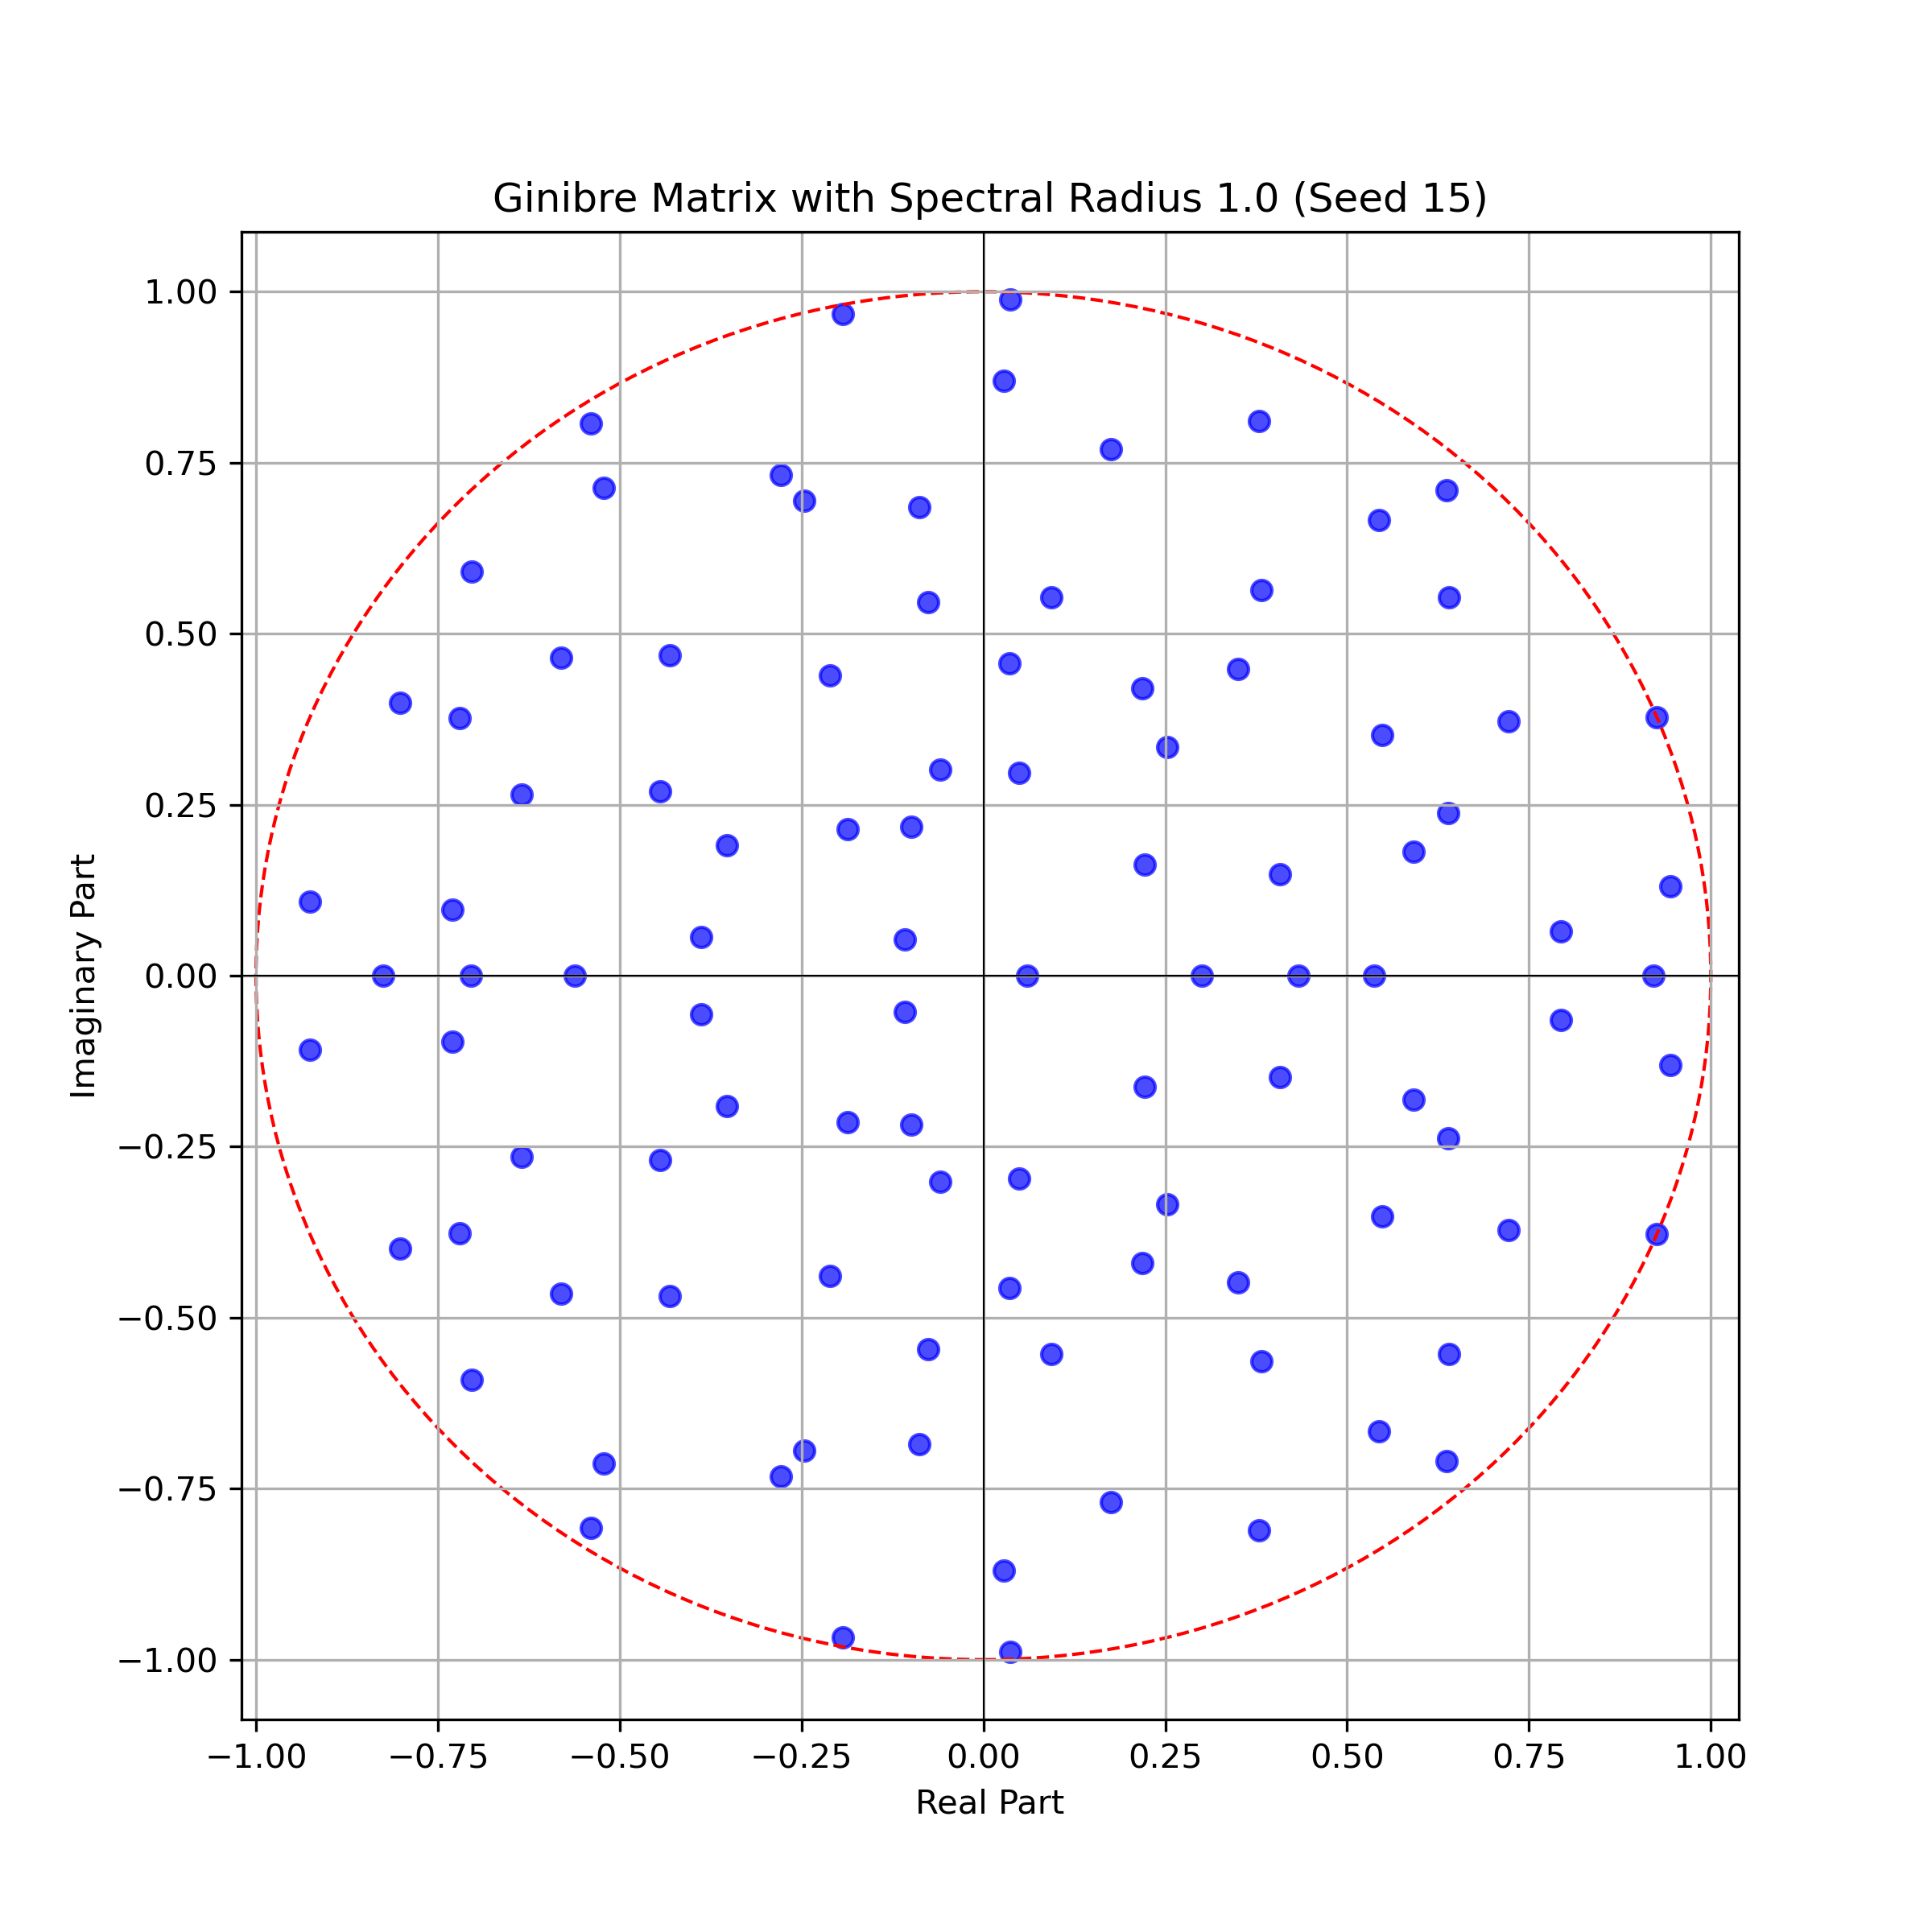 Ginibre Matrix with Spectral Radius 1.0 (Seed 15)
1.00
0.75
0.50
0.25
0.00
−0.25
−0.50
−0.75
−1.00
Imaginary Part
−1.00 −0.75 −0.50 −0.25 0.00 0.25 0.50 0.75 1.00
Real Part